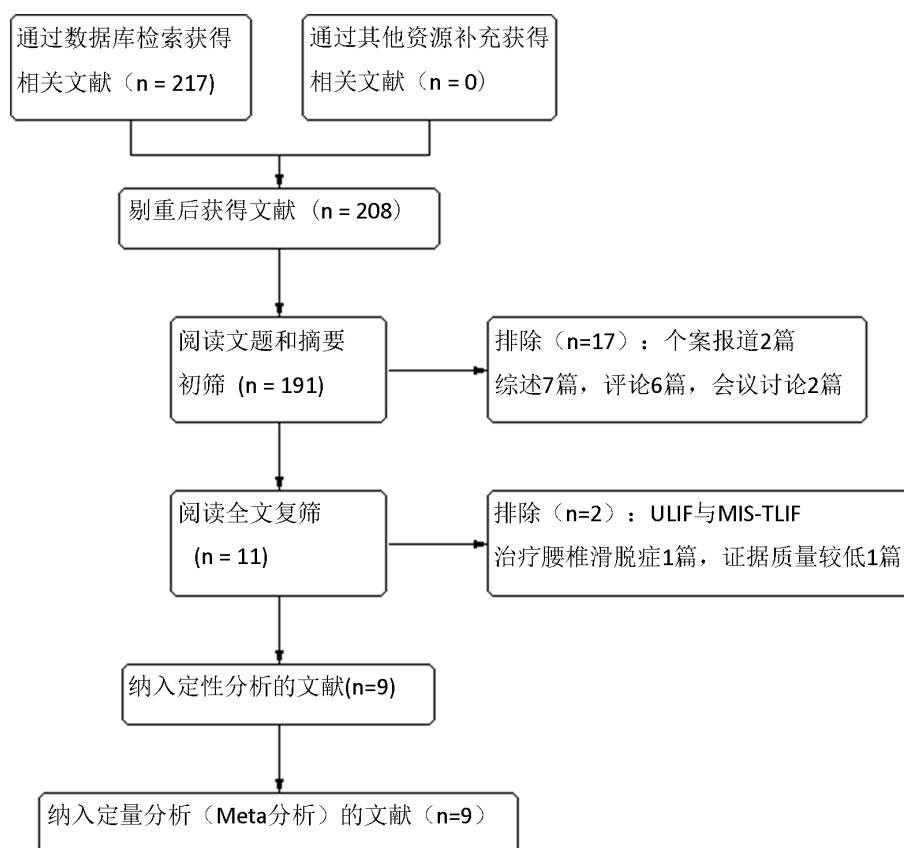 通过数据库检索获得
相关文献（n = 217)
通过其他资源补充获得
相关文献（n = 0）
剔重后获得文献（n = 208）
阅读文题和摘要
初筛 (n = 191)
排除（n=17）：个案报道2篇
综述7篇，评论6篇，会议讨论2篇
阅读全文复筛
(n = 11)
排除（n=2）：ULIF与MIS-TLIF
治疗腰椎滑脱症1篇，证据质量较低1篇
纳入定性分析的文献(n=9)
纳入定量分析（Meta分析）的文献（n=9）